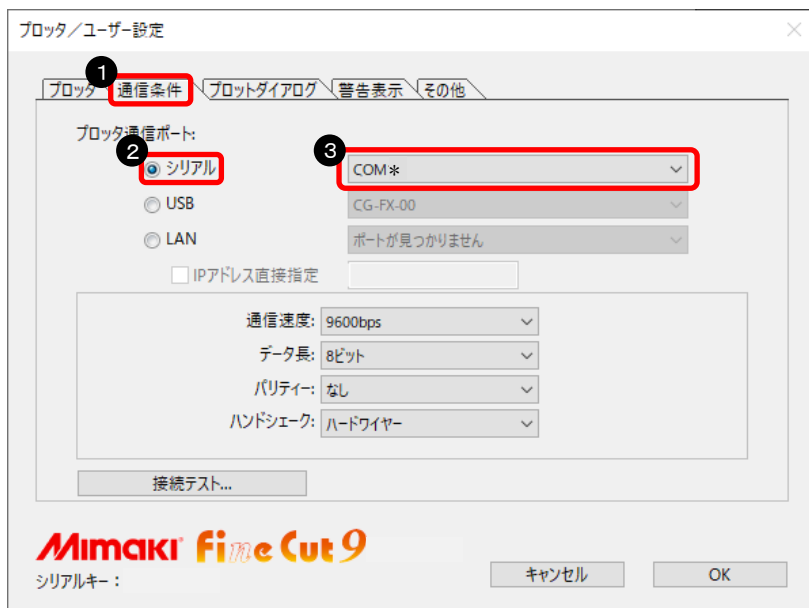 プロッタ／ユーザー設定
1
プロッタ 通信条件 プロットダイアログ 警告表示 その他
プロッタ通信ポート:
2 シリアル 3 COM＊
USB CG-FX-00
LAN ポートが見つかりません
IPアドレス直接指定
通信速度: 9600bps
データ長: 8ビット
パリティー: なし
ハンドシェーク: ハードワイヤー
接続テスト...
Mimaki Fine Cut 9
シリアルキー：
キャンセル OK